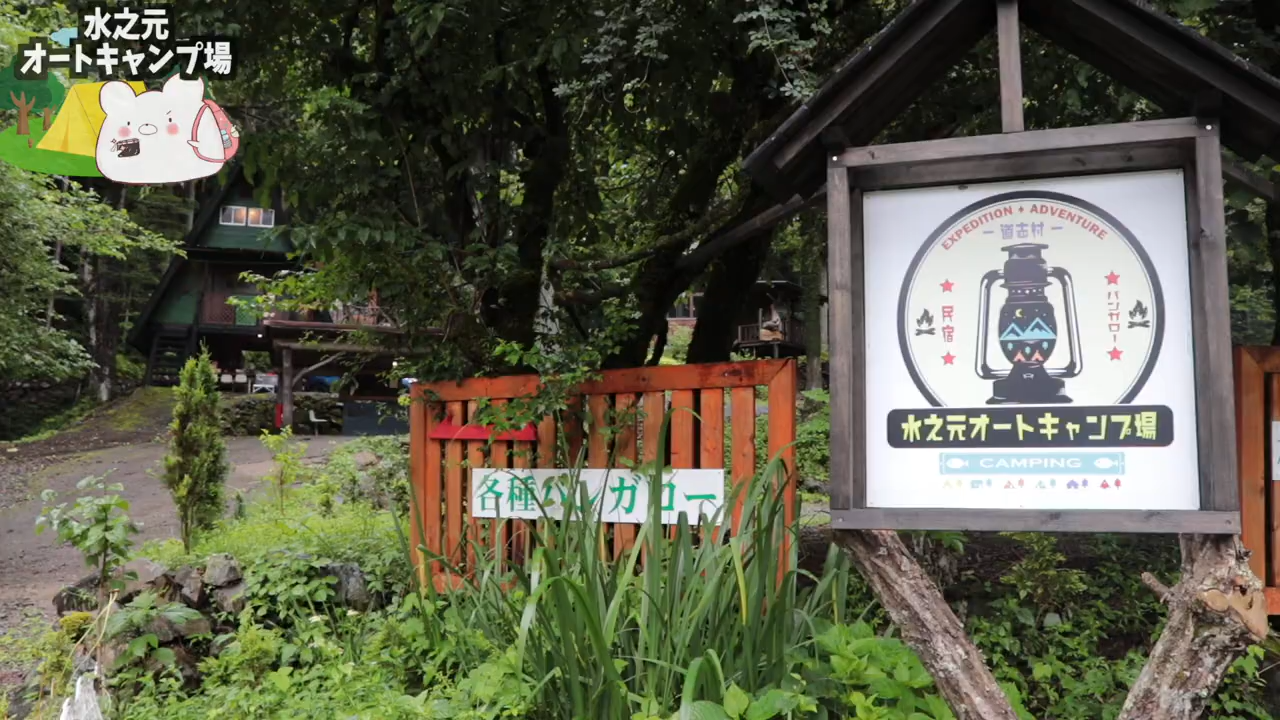 水之元
オートキャンプ場
EXPEDITION + ADVENTURE
道志村
民宿
バンガロー
水之元オートキャンプ場
CAMPING
各種バンガロー